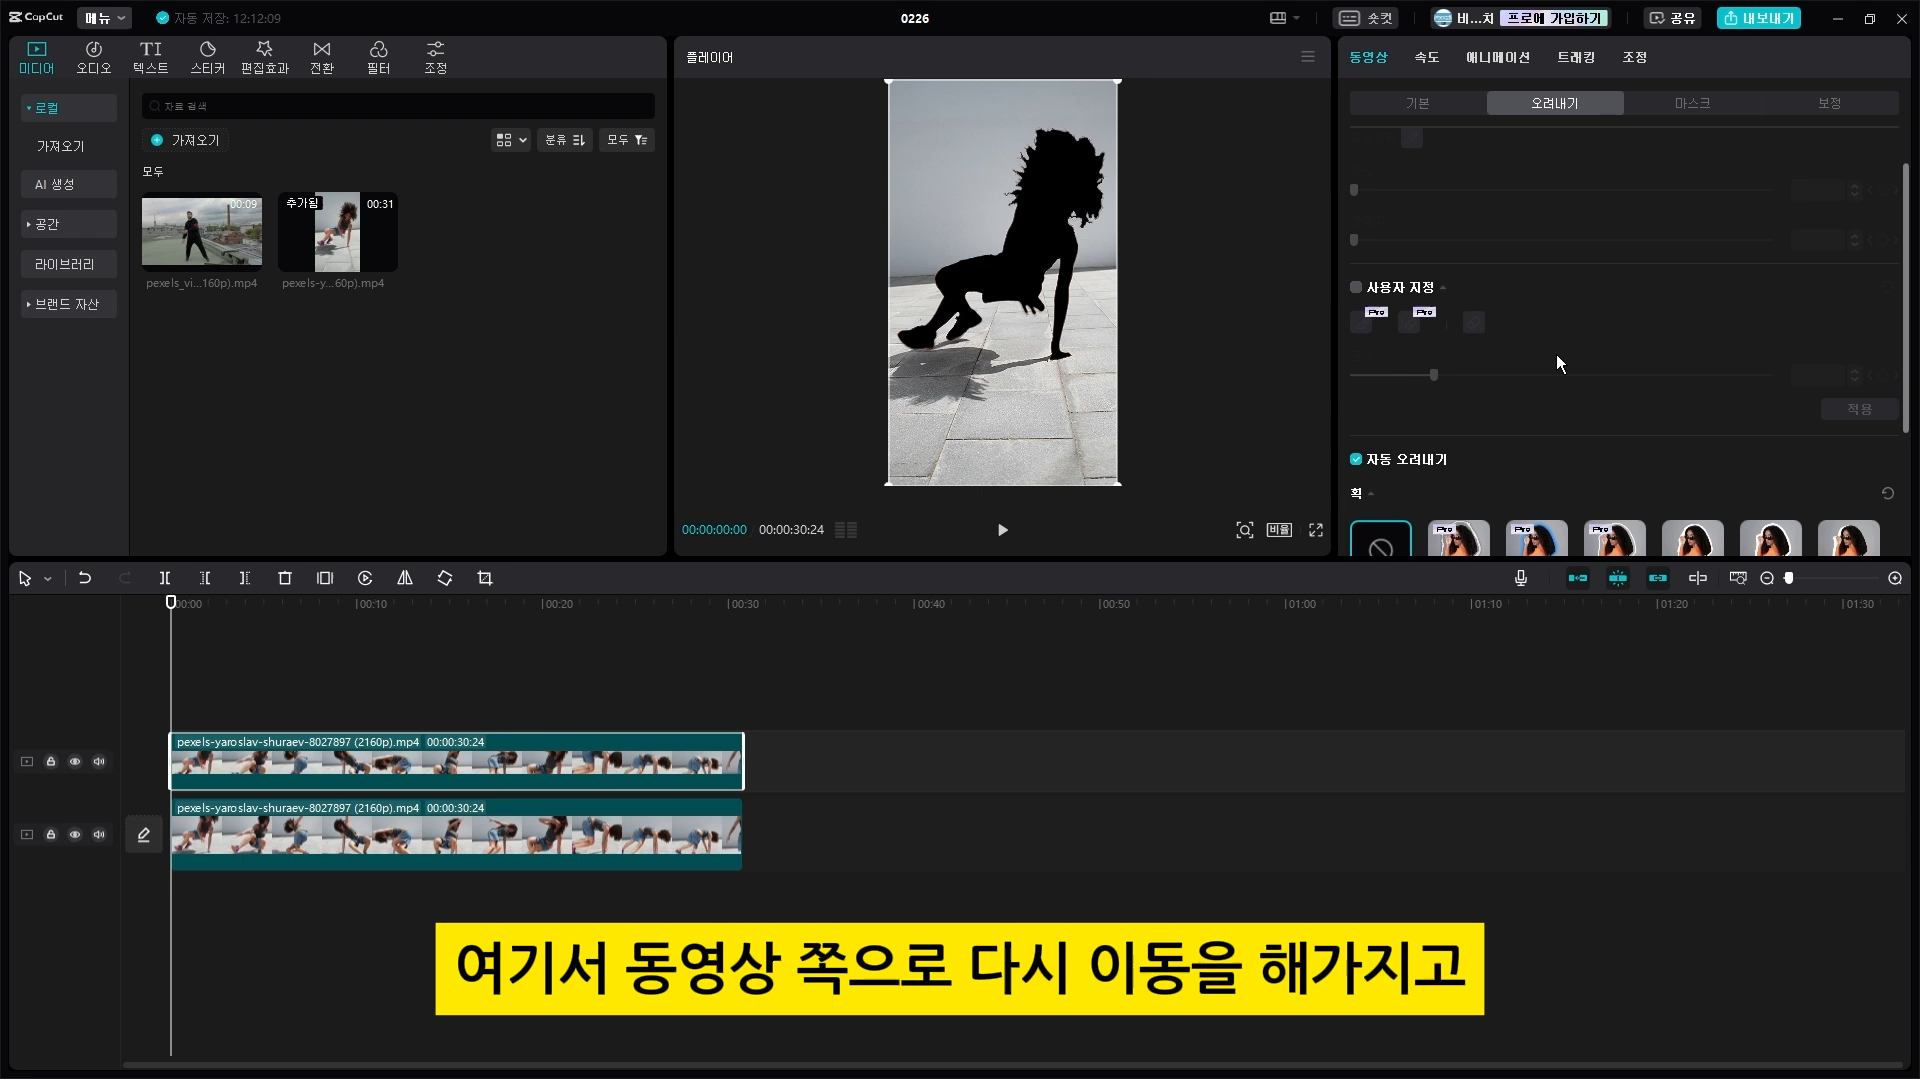 CapCut
메뉴
자동 저장: 12:12:09
0226
숏컷
비...치
프로에 가입하기
공유
내보내기
미디어
오디오
텍스트
스티커
편집효과
전환
필터
조정
로컬
가져오기
AI 생성
공간
라이브러리
브랜드 자산
자료 검색
가져오기
분류
모두
모두
00:09
추가됨
00:31
pexels_vi...160p).mp4
pexels-y...60p).mp4
플레이어
00:00:00:00
00:00:30:24
비율
동영상
속도
애니메이션
트래킹
조정
기본
오려내기
마스크
보정
사용자 지정
Pro
Pro
적용
자동 오려내기
획
Pro
Pro
Pro
00:00
00:10
00:20
00:30
00:40
00:50
01:00
01:10
01:20
01:30
pexels-yaroslav-shuraev-8027897 (2160p).mp4 00:00:30:24
pexels-yaroslav-shuraev-8027897 (2160p).mp4 00:00:30:24
여기서 동영상 쪽으로 다시 이동을 해가지고